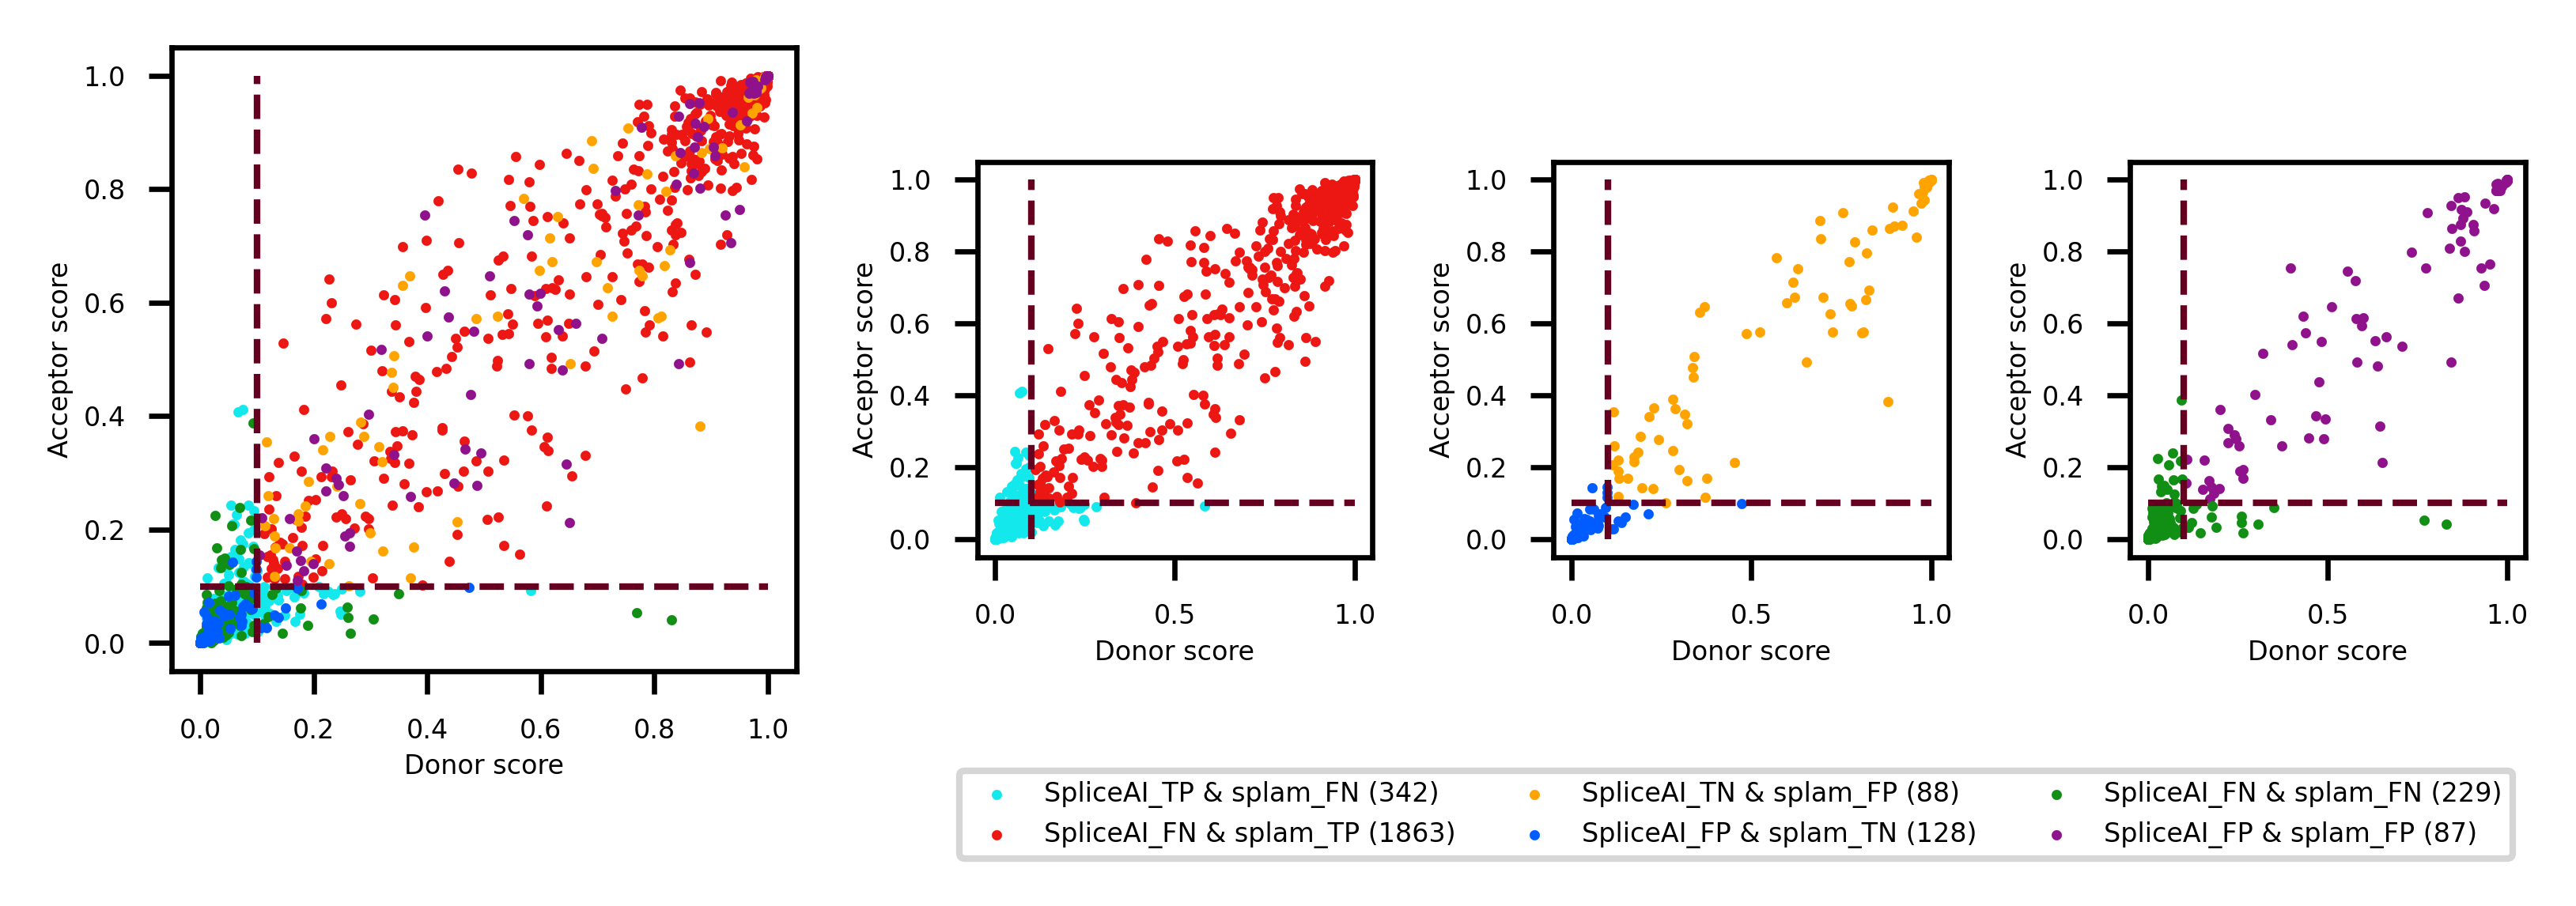 1.0
0.8
0.6
0.4
0.2
0.0
Acceptor score
0.0 0.2 0.4 0.6 0.8 1.0
Donor score
1.0
0.8
0.6
0.4
0.2
0.0
Acceptor score
0.0 0.5 1.0
Donor score
1.0
0.8
0.6
0.4
0.2
0.0
Acceptor score
0.0 0.5 1.0
Donor score
1.0
0.8
0.6
0.4
0.2
0.0
Acceptor score
0.0 0.5 1.0
Donor score
SpliceAI_TP & splam_FN (342)
SpliceAI_FN & splam_TP (1863)
SpliceAI_TN & splam_FP (88)
SpliceAI_FP & splam_TN (128)
SpliceAI_FN & splam_FN (229)
SpliceAI_FP & splam_FP (87)